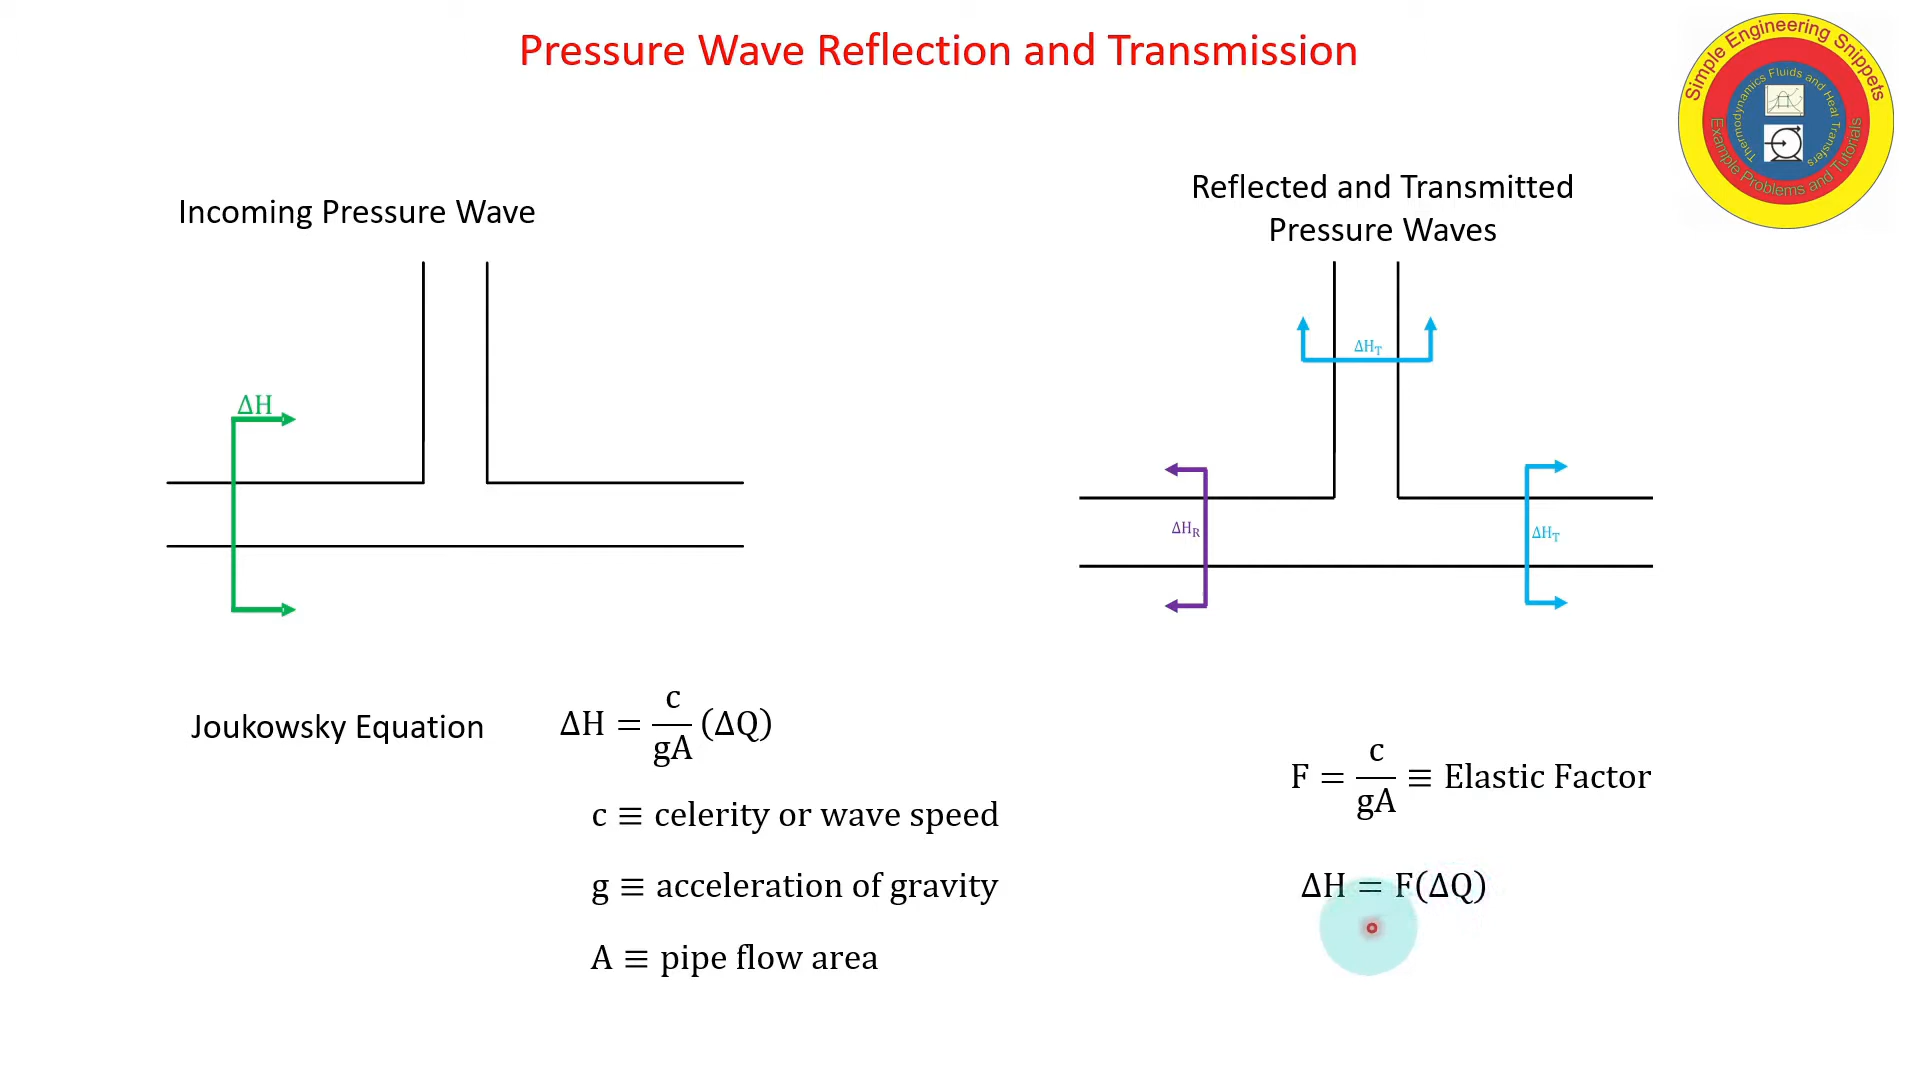 Pressure Wave Reflection and Transmission
Simple Engineering Snippets
Thermodynamics Fluids and Heat Transfers
Example Problems and Tutorials
Incoming Pressure Wave
ΔH
Reflected and Transmitted
Pressure Waves
ΔH_T
ΔH_R
ΔH_T
Joukowsky Equation
ΔH = c/gA (ΔQ)
c ≡ celerity or wave speed
g ≡ acceleration of gravity
A ≡ pipe flow area
F = c/gA ≡ Elastic Factor
ΔH = F(ΔQ)